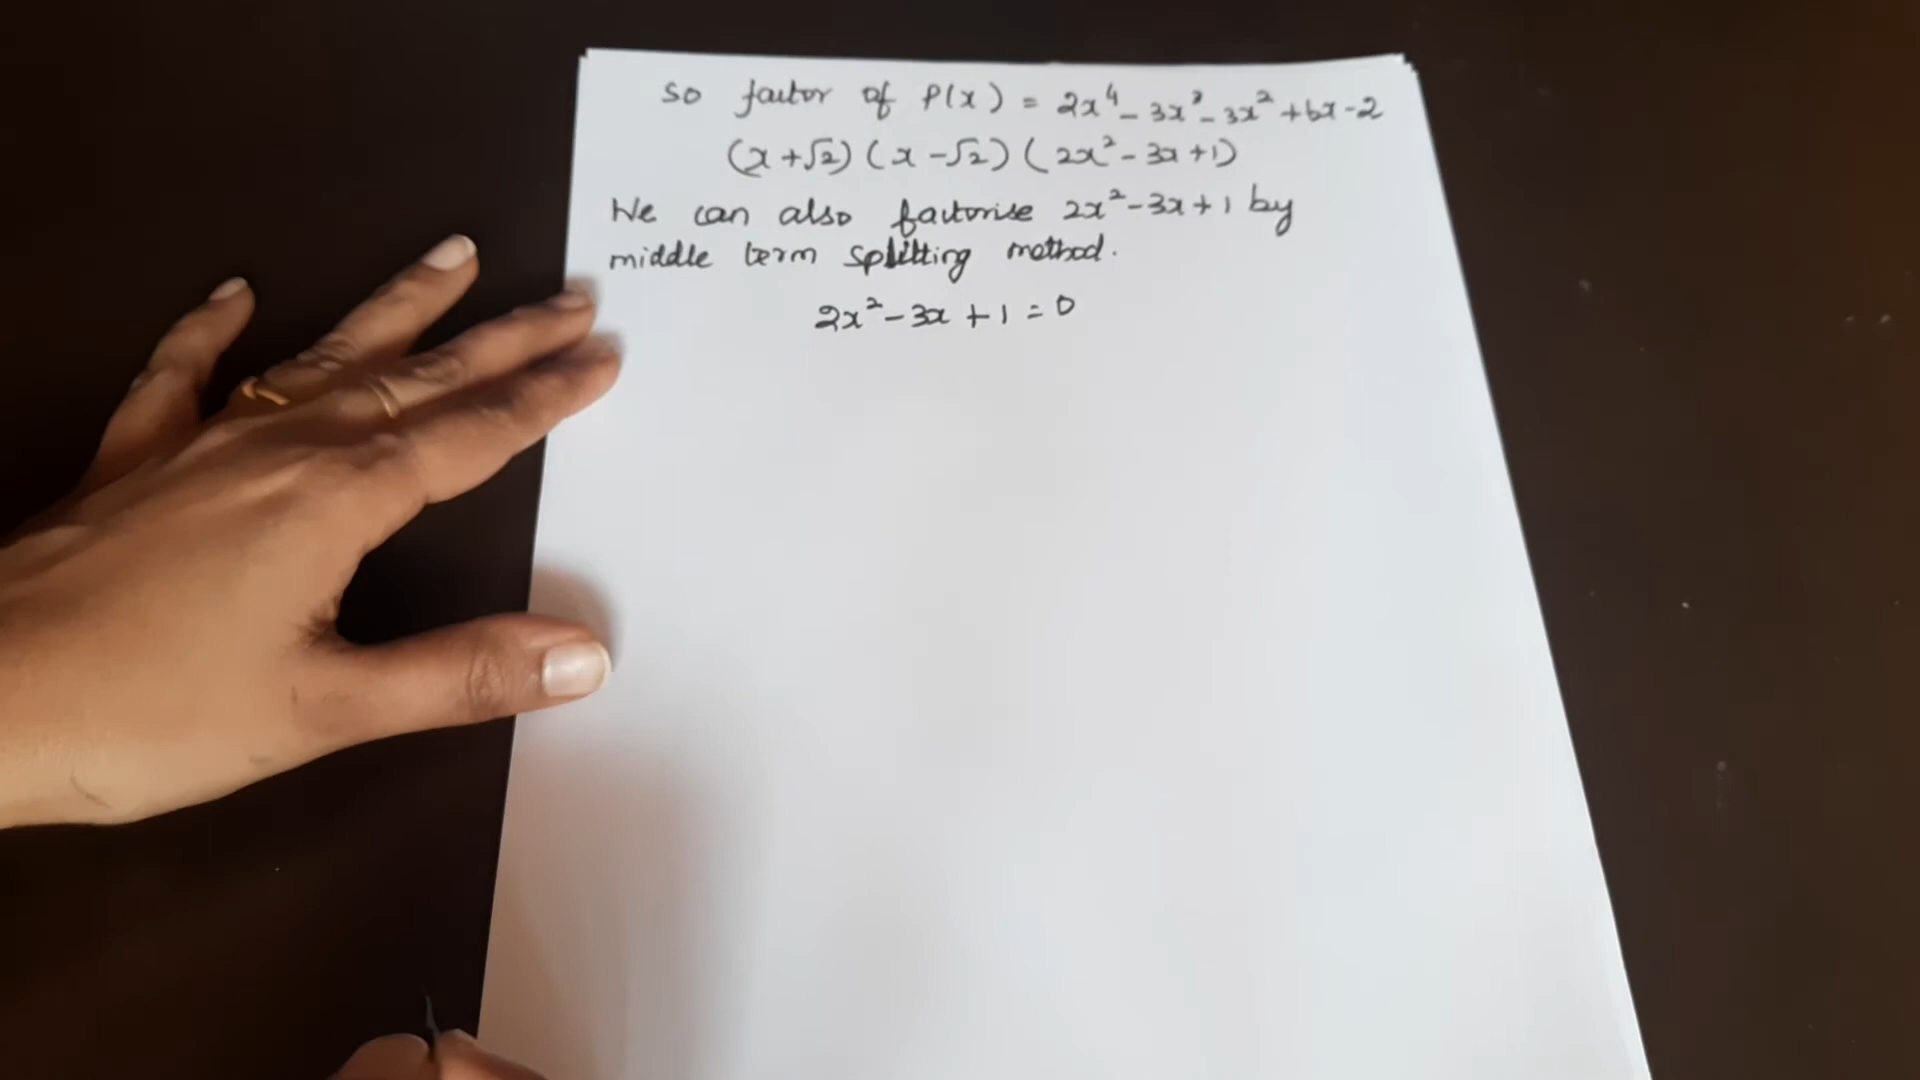 So factor of P(x) = 2x⁴ - 3x³ - 3x² + 6x - 2
(x + √2) (x - √2) (2x² - 3x + 1)
We can also factorise 2x² - 3x + 1 by
middle term splitting method.
2x² - 3x + 1 = 0